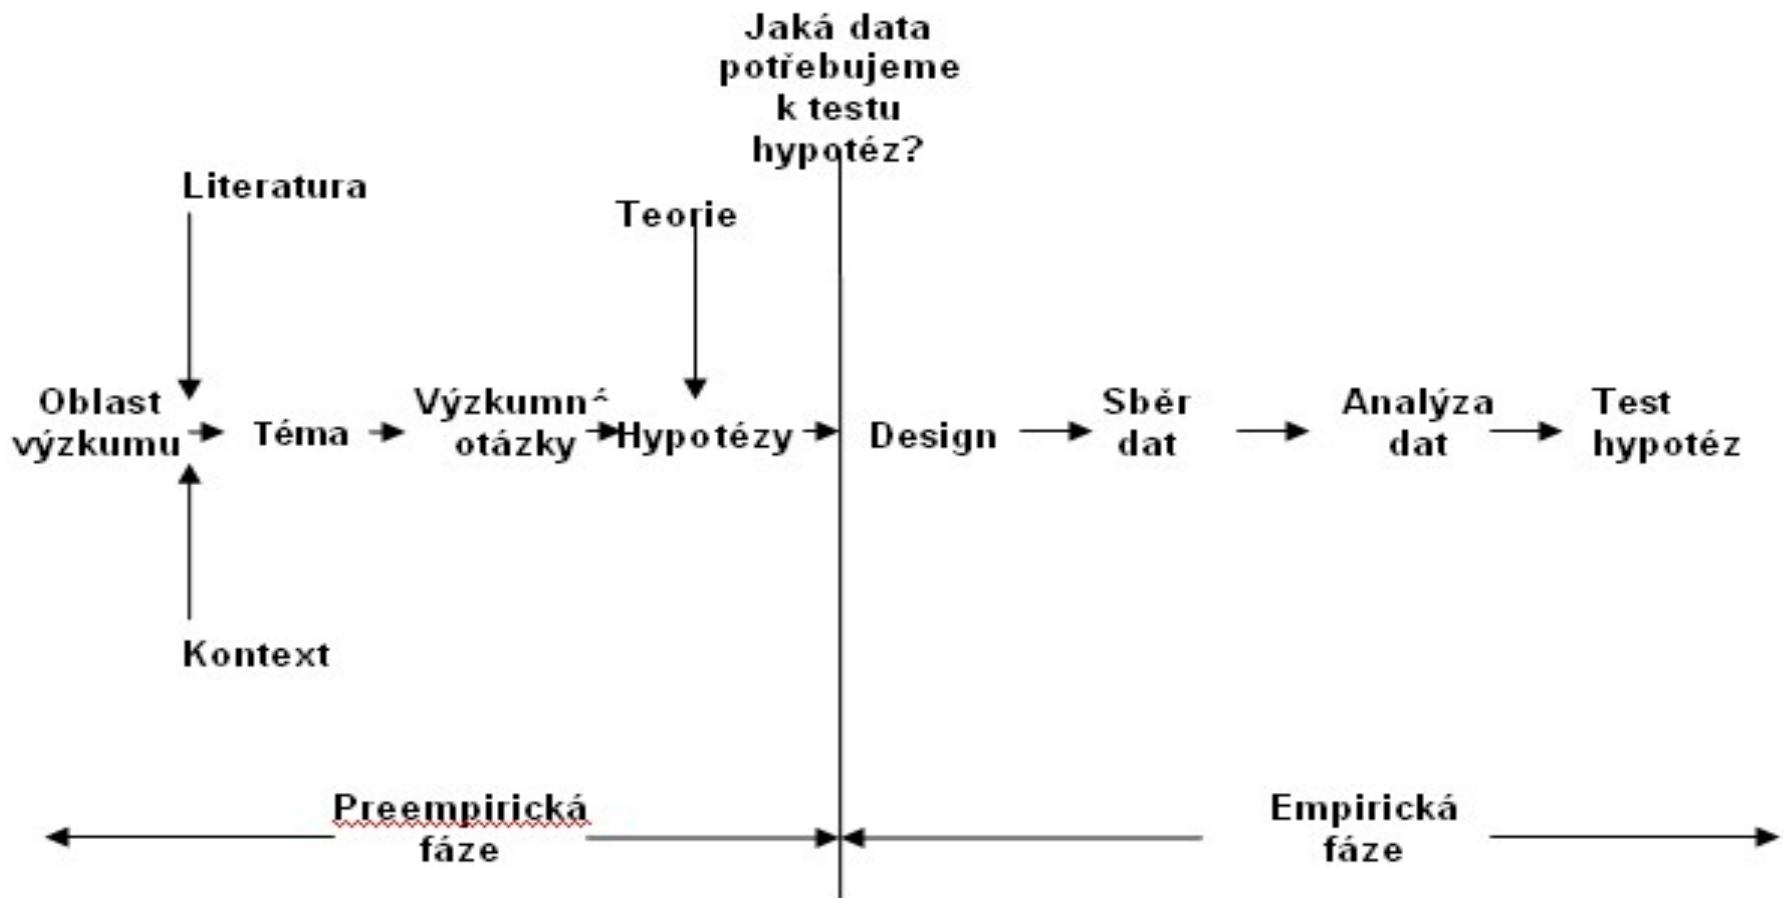 Jaká data
potřebujeme
k testu
hypotéz?
Literatura
Teorie
Oblast
výzkumu
Téma
Výzkumné
otázky
Hypotézy
Design
Sběr
dat
Analýza
dat
Test
hypotéz
Kontext
Preempirická
fáze
Empirická
fáze